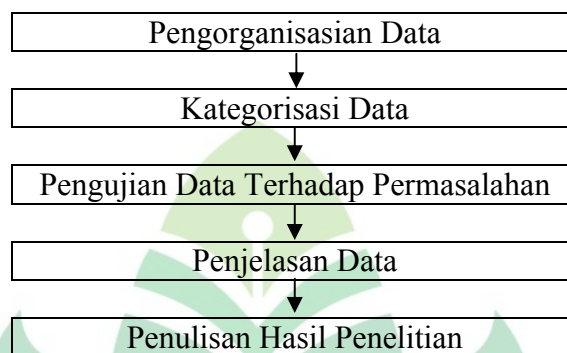 Pengorganisasian Data
Kategorisasi Data
Pengujian Data Terhadap Permasalahan
Penjelasan Data
Penulisan Hasil Penelitian